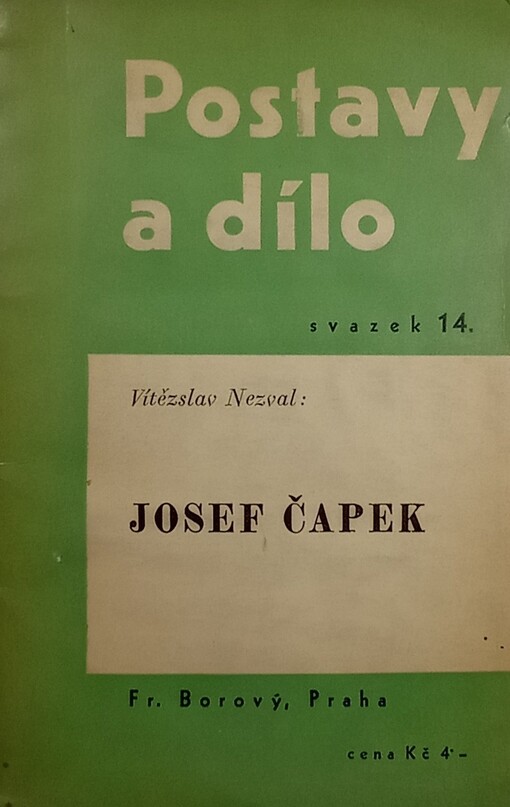 Postavy
a dílo
svazek 14.
Vítězslav Nezval:
JOSEF ČAPEK
Fr. Borový, Praha
cena Kč 4·–